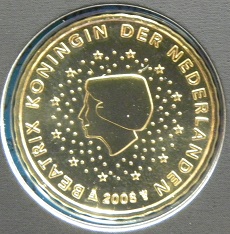 BEATRIX KONINGIN DER NEDERLANDEN
2008